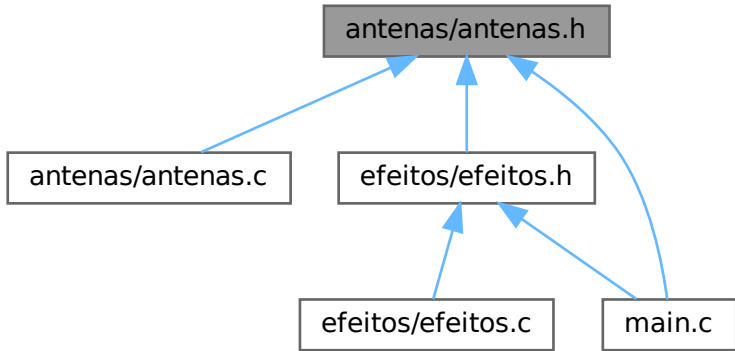 antenas/antenas.h
antenas/antenas.c
efeitos/efeitos.h
efeitos/efeitos.c
main.c